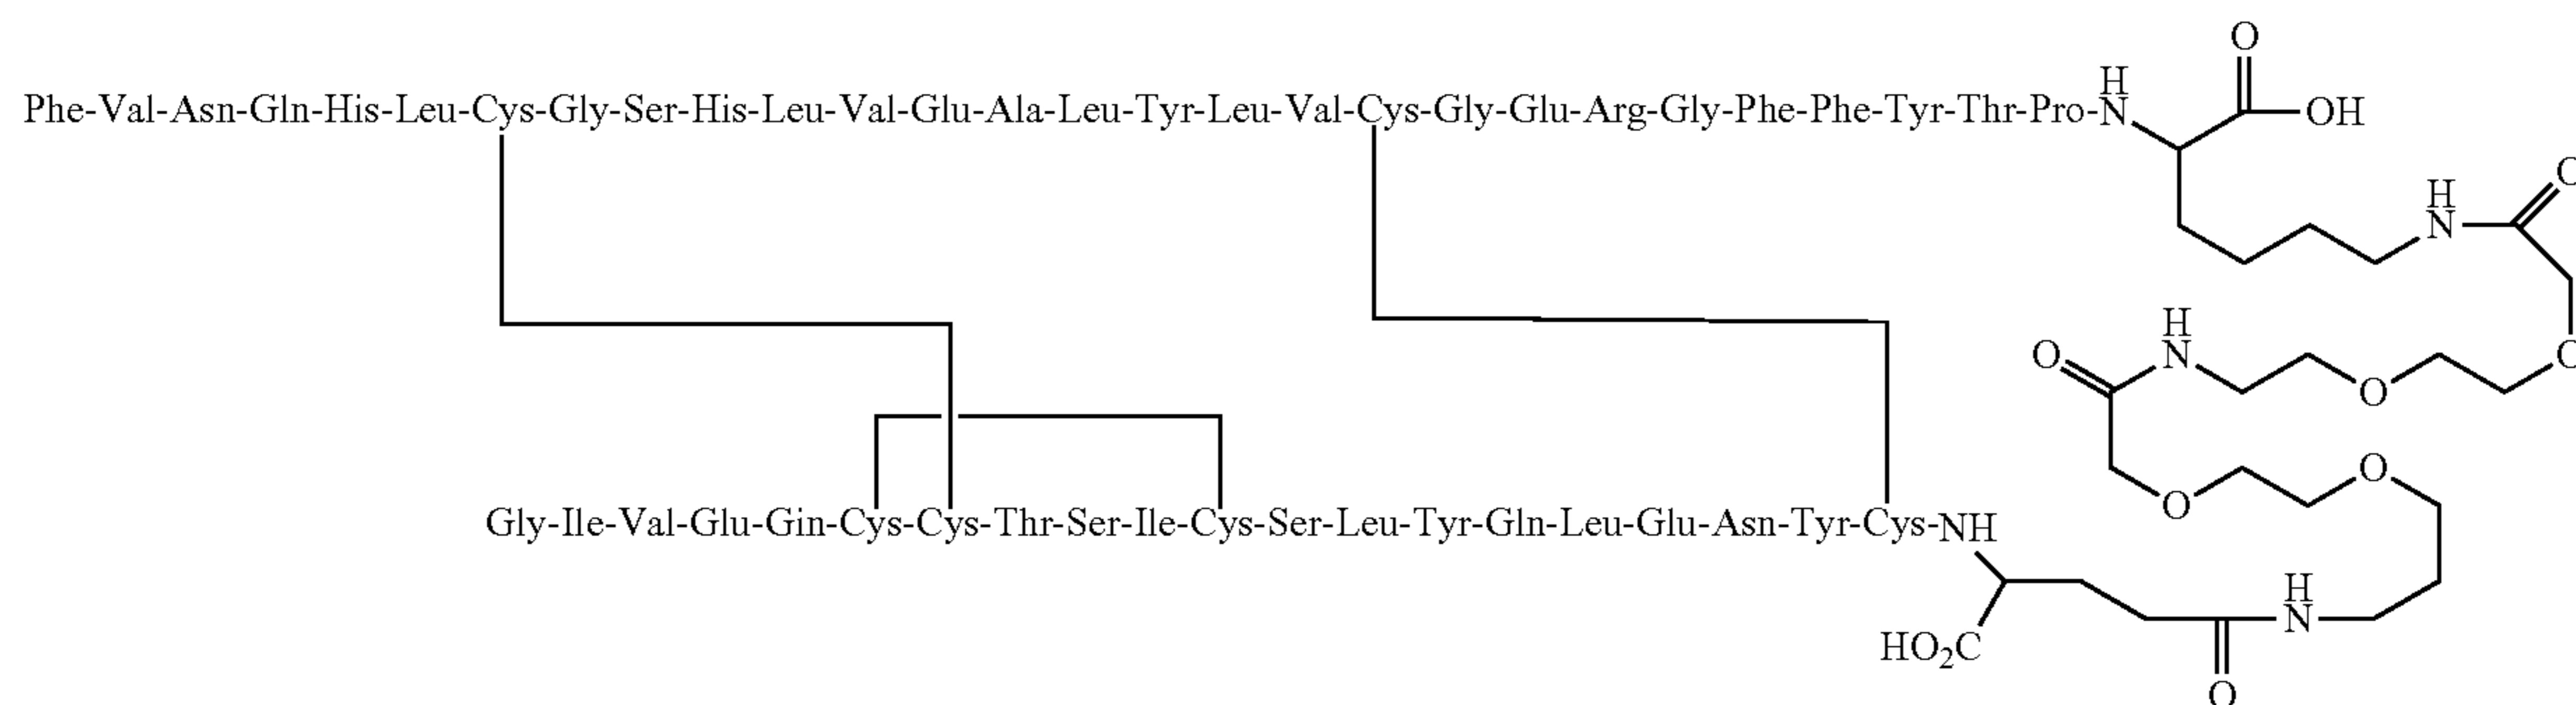 O
Phe-Val-Asn-Gln-His-Leu-Cys-Gly-Ser-His-Leu-Val-Glu-Ala-Leu-Tyr-Leu-Val-Cys-Gly-Glu-Arg-Gly-Phe-Phe-Tyr-Thr-Pro-N
H
OH
O
H
N
H
O
N
O
O
O
O
Gly-Ile-Val-Glu-Gin-Cys-Cys-Thr-Ser-Ile-Cys-Ser-Leu-Tyr-Gln-Leu-Glu-Asn-Tyr-Cys-NH
H
N
HO2C
O